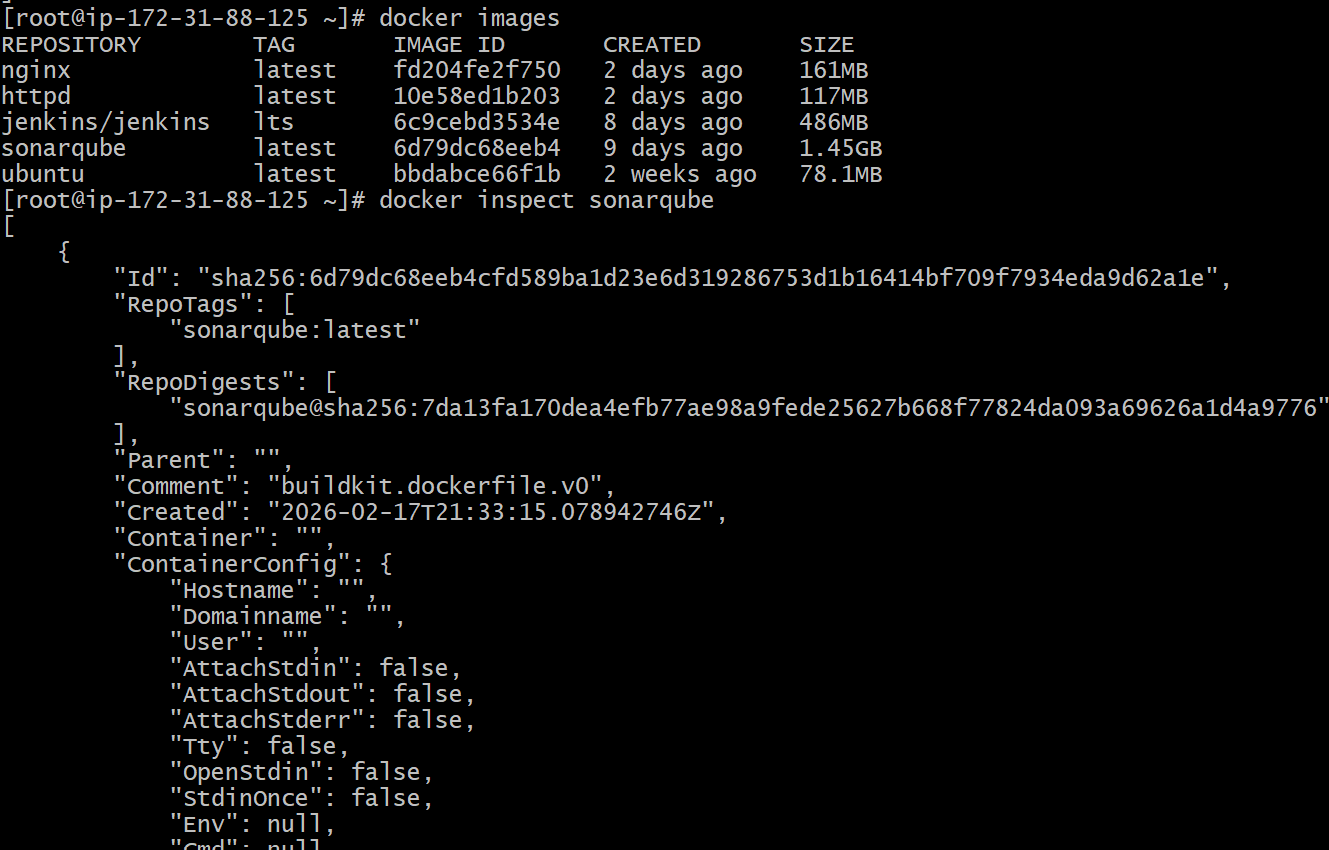 ]
[root@ip-172-31-88-125 ~]# docker images
REPOSITORY        TAG       IMAGE ID       CREATED       SIZE
nginx             latest    fd204fe2f750   2 days ago    161MB
httpd             latest    10e58ed1b203   2 days ago    117MB
jenkins/jenkins   lts       6c9cebd3534e   8 days ago    486MB
sonarqube         latest    6d79dc68eeb4   9 days ago    1.45GB
ubuntu            latest    bbdabce66f1b   2 weeks ago   78.1MB
[root@ip-172-31-88-125 ~]# docker inspect sonarqube
[
    {
        "Id": "sha256:6d79dc68eeb4cfd589ba1d23e6d319286753d1b16414bf709f7934eda9d62a1e",
        "RepoTags": [
            "sonarqube:latest"
        ],
        "RepoDigests": [
            "sonarqube@sha256:7da13fa170dea4efb77ae98a9fede25627b668f77824da093a69626a1d4a9776"
        ],
        "Parent": "",
        "Comment": "buildkit.dockerfile.v0",
        "Created": "2026-02-17T21:33:15.078942746Z",
        "Container": "",
        "ContainerConfig": {
            "Hostname": "",
            "Domainname": "",
            "User": "",
            "AttachStdin": false,
            "AttachStdout": false,
            "AttachStderr": false,
            "Tty": false,
            "OpenStdin": false,
            "StdinOnce": false,
            "Env": null,
            "Cmd": null